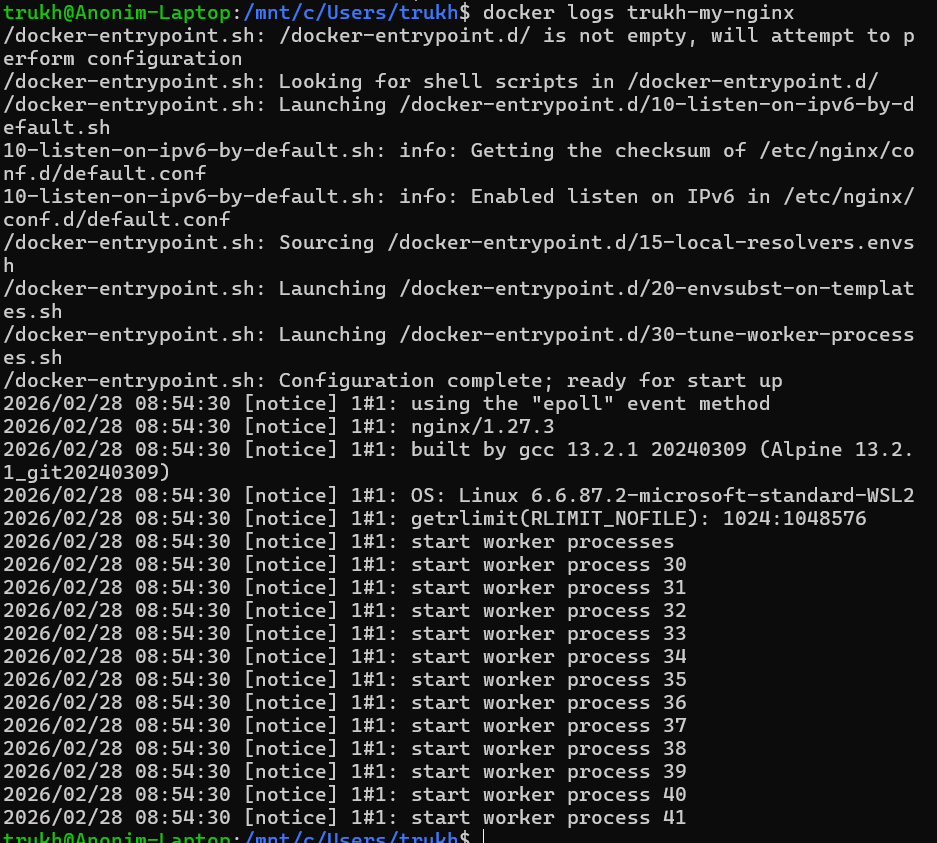 trukh@Anonim-Laptop:/mnt/c/Users/trukh$ docker logs trukh-my-nginx
/docker-entrypoint.sh: /docker-entrypoint.d/ is not empty, will attempt to p
erform configuration
/docker-entrypoint.sh: Looking for shell scripts in /docker-entrypoint.d/
/docker-entrypoint.sh: Launching /docker-entrypoint.d/10-listen-on-ipv6-by-d
efault.sh
10-listen-on-ipv6-by-default.sh: info: Getting the checksum of /etc/nginx/co
nf.d/default.conf
10-listen-on-ipv6-by-default.sh: info: Enabled listen on IPv6 in /etc/nginx/
conf.d/default.conf
/docker-entrypoint.sh: Sourcing /docker-entrypoint.d/15-local-resolvers.envs
h
/docker-entrypoint.sh: Launching /docker-entrypoint.d/20-envsubst-on-templat
es.sh
/docker-entrypoint.sh: Launching /docker-entrypoint.d/30-tune-worker-process
es.sh
/docker-entrypoint.sh: Configuration complete; ready for start up
2026/02/28 08:54:30 [notice] 1#1: using the "epoll" event method
2026/02/28 08:54:30 [notice] 1#1: nginx/1.27.3
2026/02/28 08:54:30 [notice] 1#1: built by gcc 13.2.1 20240309 (Alpine 13.2.
1_git20240309)
2026/02/28 08:54:30 [notice] 1#1: OS: Linux 6.6.87.2-microsoft-standard-WSL2
2026/02/28 08:54:30 [notice] 1#1: getrlimit(RLIMIT_NOFILE): 1024:1048576
2026/02/28 08:54:30 [notice] 1#1: start worker processes
2026/02/28 08:54:30 [notice] 1#1: start worker process 30
2026/02/28 08:54:30 [notice] 1#1: start worker process 31
2026/02/28 08:54:30 [notice] 1#1: start worker process 32
2026/02/28 08:54:30 [notice] 1#1: start worker process 33
2026/02/28 08:54:30 [notice] 1#1: start worker process 34
2026/02/28 08:54:30 [notice] 1#1: start worker process 35
2026/02/28 08:54:30 [notice] 1#1: start worker process 36
2026/02/28 08:54:30 [notice] 1#1: start worker process 37
2026/02/28 08:54:30 [notice] 1#1: start worker process 38
2026/02/28 08:54:30 [notice] 1#1: start worker process 39
2026/02/28 08:54:30 [notice] 1#1: start worker process 40
2026/02/28 08:54:30 [notice] 1#1: start worker process 41
trukh@Anonim-Laptop:/mnt/c/Users/trukh$